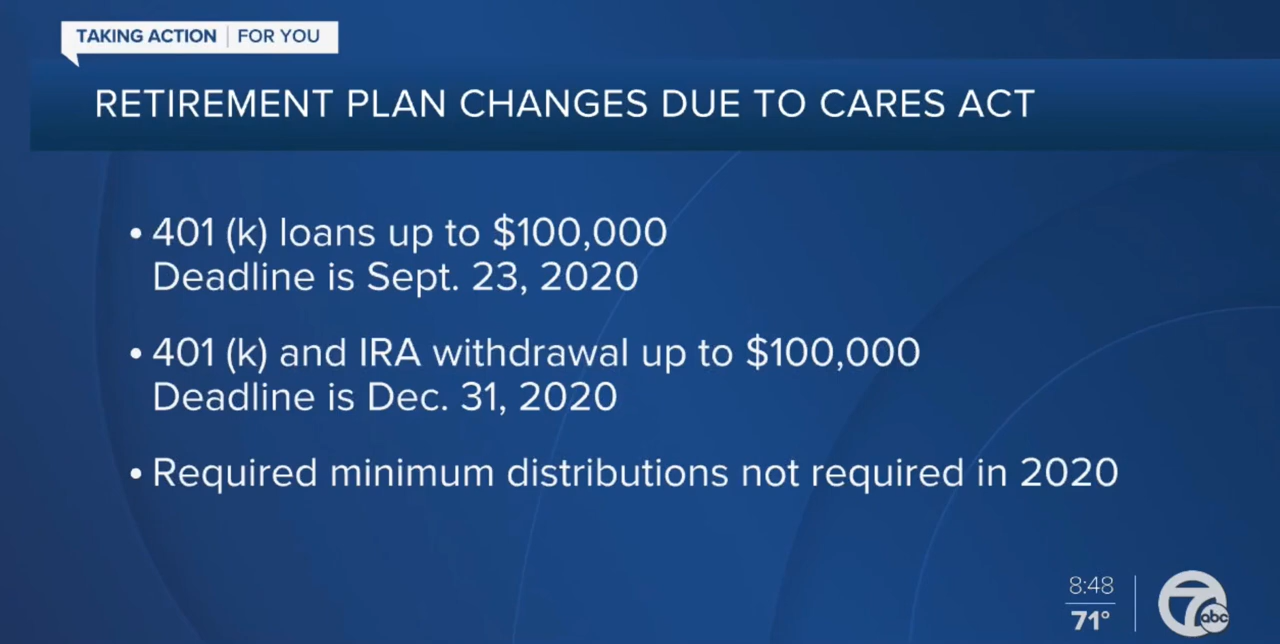 TAKING ACTION | FOR YOU
RETIREMENT PLAN CHANGES DUE TO CARES ACT
• 401 (k) loans up to $100,000
Deadline is Sept. 23, 2020
• 401 (k) and IRA withdrawal up to $100,000
Deadline is Dec. 31, 2020
• Required minimum distributions not required in 2020
8:48
71°
7 abc